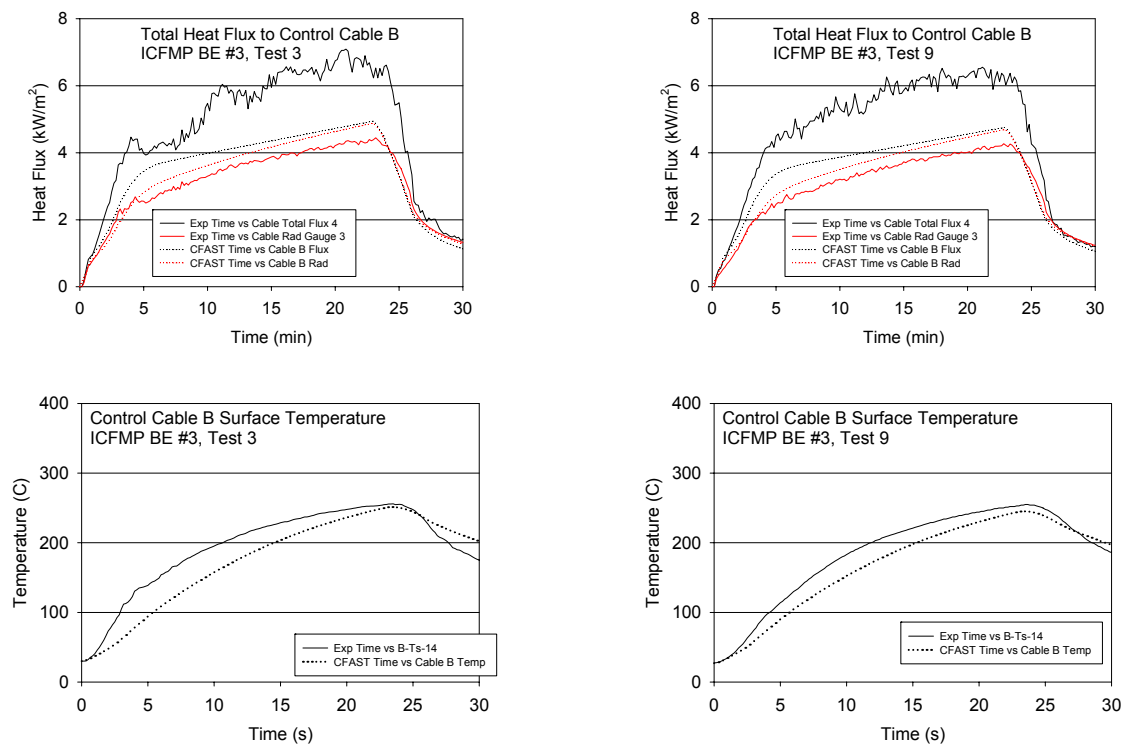 Total Heat Flux to Control Cable B
ICFMP BE #3, Test 3
Heat Flux (kW/m²)
8
6
4
2
0
Exp Time vs Cable Total Flux 4
Exp Time vs Cable Rad Gauge 3
CFAST Time vs Cable B Flux
CFAST Time vs Cable B Rad
0 5 10 15 20 25 30
Time (min)
Total Heat Flux to Control Cable B
ICFMP BE #3, Test 9
Heat Flux (kW/m²)
8
6
4
2
0
Exp Time vs Cable Total Flux 4
Exp Time vs Cable Rad Gauge 3
CFAST Time vs Cable B Flux
CFAST Time vs Cable B Rad
0 5 10 15 20 25 30
Time (min)
Control Cable B Surface Temperature
ICFMP BE #3, Test 3
Temperature (C)
400
300
200
100
0
Exp Time vs B-Ts-14
CFAST Time vs Cable B Temp
0 5 10 15 20 25 30
Time (s)
Control Cable B Surface Temperature
ICFMP BE #3, Test 9
Temperature (C)
400
300
200
100
0
Exp Time vs B-Ts-14
CFAST Time vs Cable B Temp
0 5 10 15 20 25 30
Time (s)